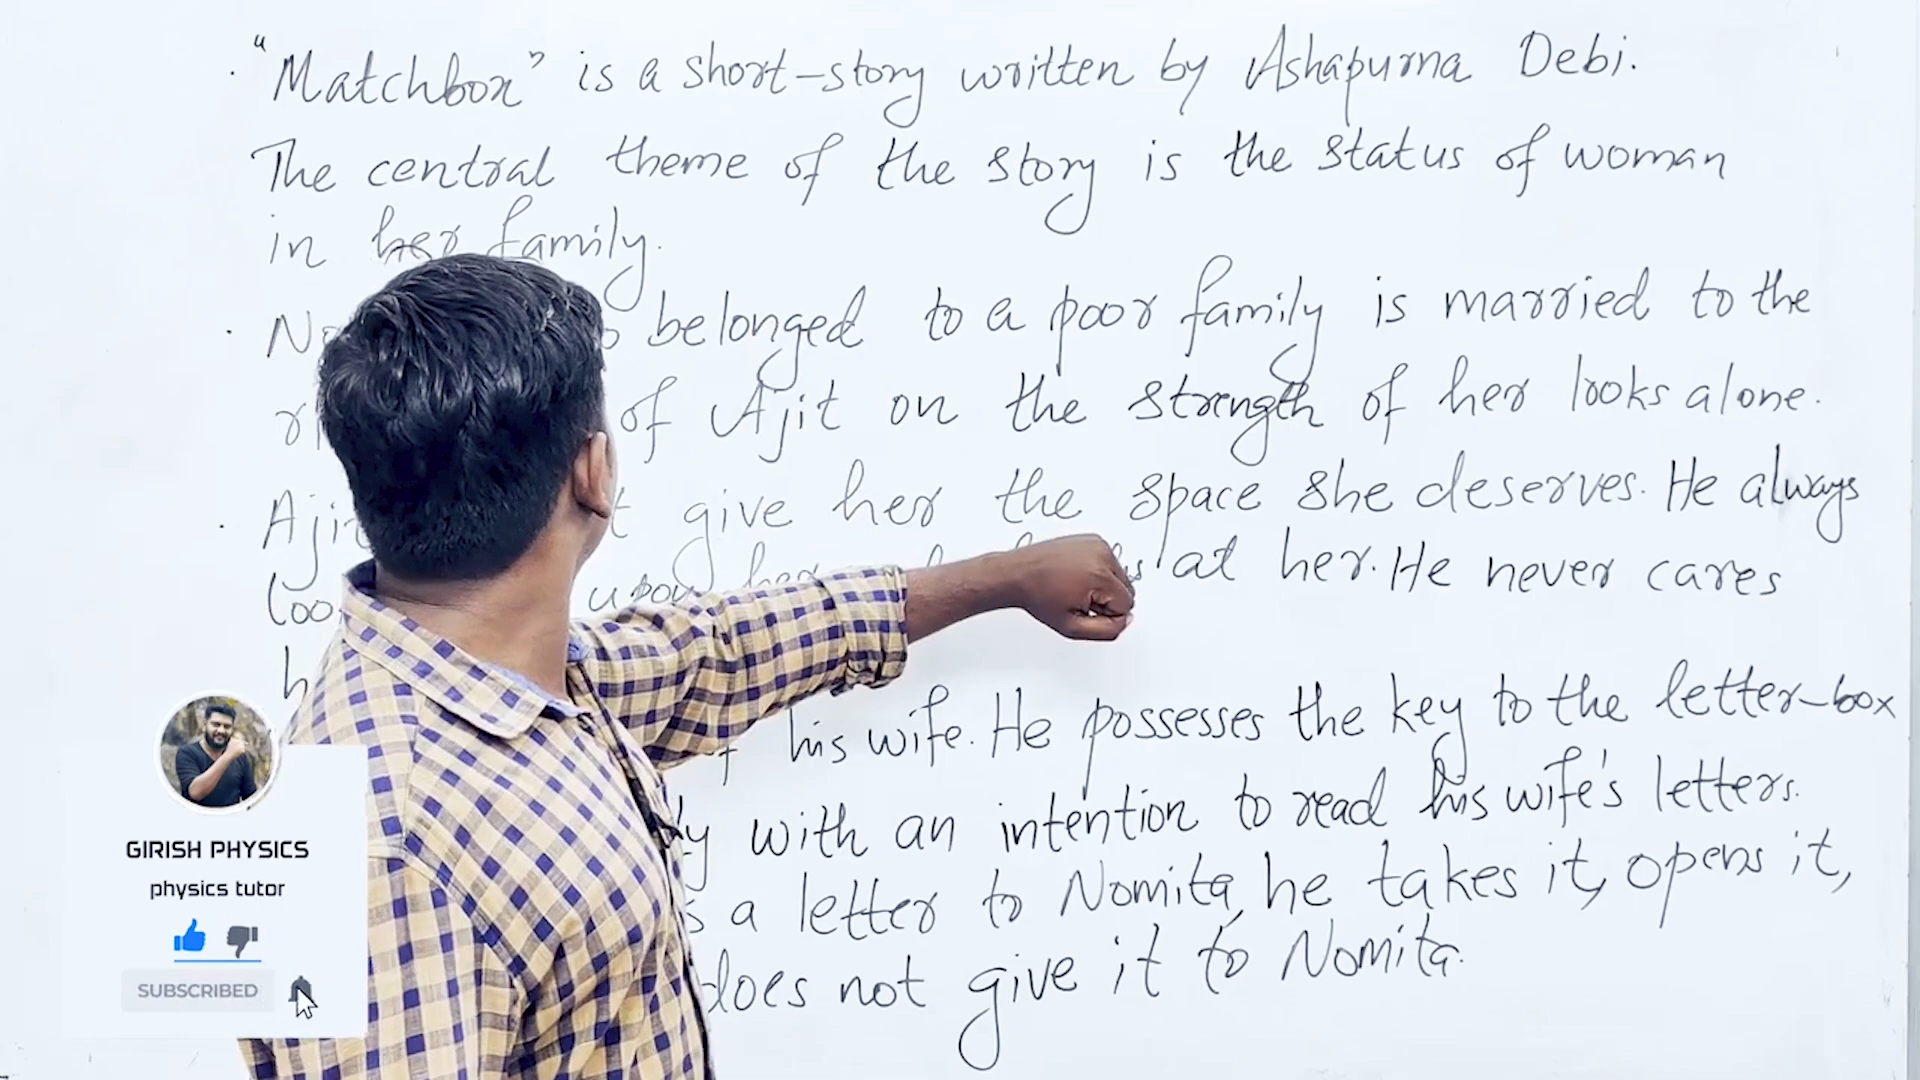 "Matchbox" is a short-story written by Ashapurna Debi.
The central theme of the story is the status of woman
in her family.
belonged to a poor family is married to the
of Ajit on the strength of her looks alone.
give her the space she deserves. He always
upon her at her. He never cares
his wife. He possesses the key to the letter-box
with an intention to read his wife's letters.
a letter to Nomita, he takes it, opens it,
does not give it to Nomita.
GIRISH PHYSICS
physics tutor
SUBSCRIBED